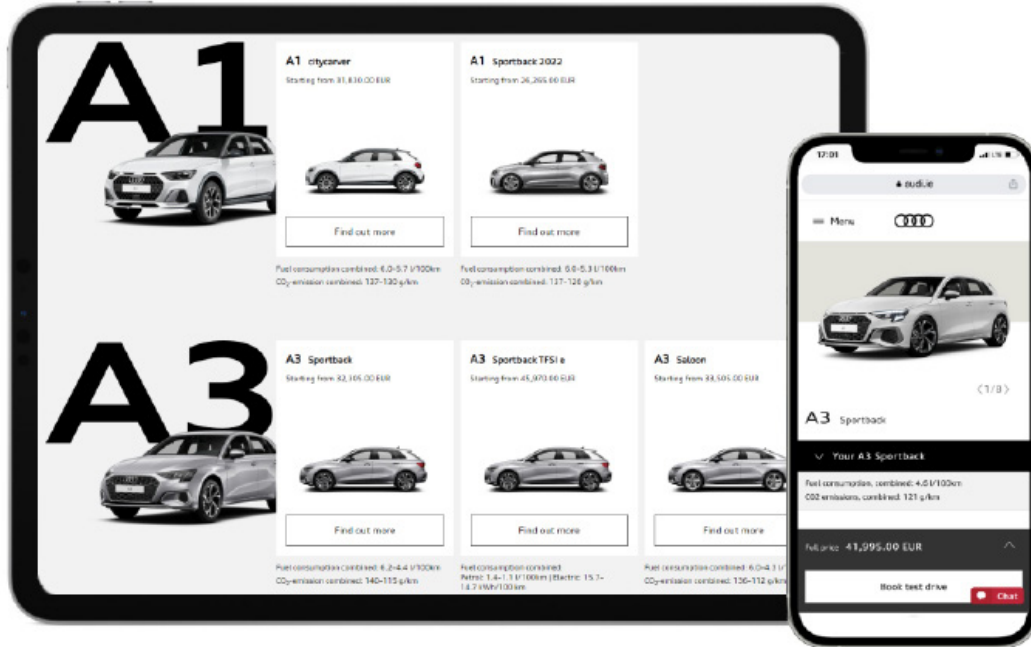 A1
A1 citycarver
Starting from 31,830.00 EUR
Find out more
Fuel consumption combined: 6.0–5.7 l/100km
CO₂-emission combined: 137–130 g/km
A1 Sportback 2022
Starting from 26,265.00 EUR
Find out more
Fuel consumption combined: 6.0–5.3 l/100km
CO₂-emission combined: 137–120 g/km
A3
A3 Sportback
Starting from 32,105.00 EUR
Find out more
Fuel consumption combined: 6.2–4.4 l/100km
CO₂-emission combined: 140–115 g/km
A3 Sportback TFSI e
Starting from 45,970.00 EUR
Find out more
Fuel consumption combined:
Petrol: 1.4–1.1 l/100km | Electric: 15.7–
14.7 kWh/100 km
A3 Saloon
Starting from 33,505.00 EUR
Find out more
Fuel consumption combined: 6.0–4.3 l/
CO₂-emission combined: 136–112 g/km
17:01
LTE
audi.ie
Menu
‹1/8›
A3 Sportback
Your A3 Sportback
Fuel consumption, combined: 4.6 l/100km
CO2 emissions, combined: 121 g/km
Full price 41,995.00 EUR
Book test drive
Chat